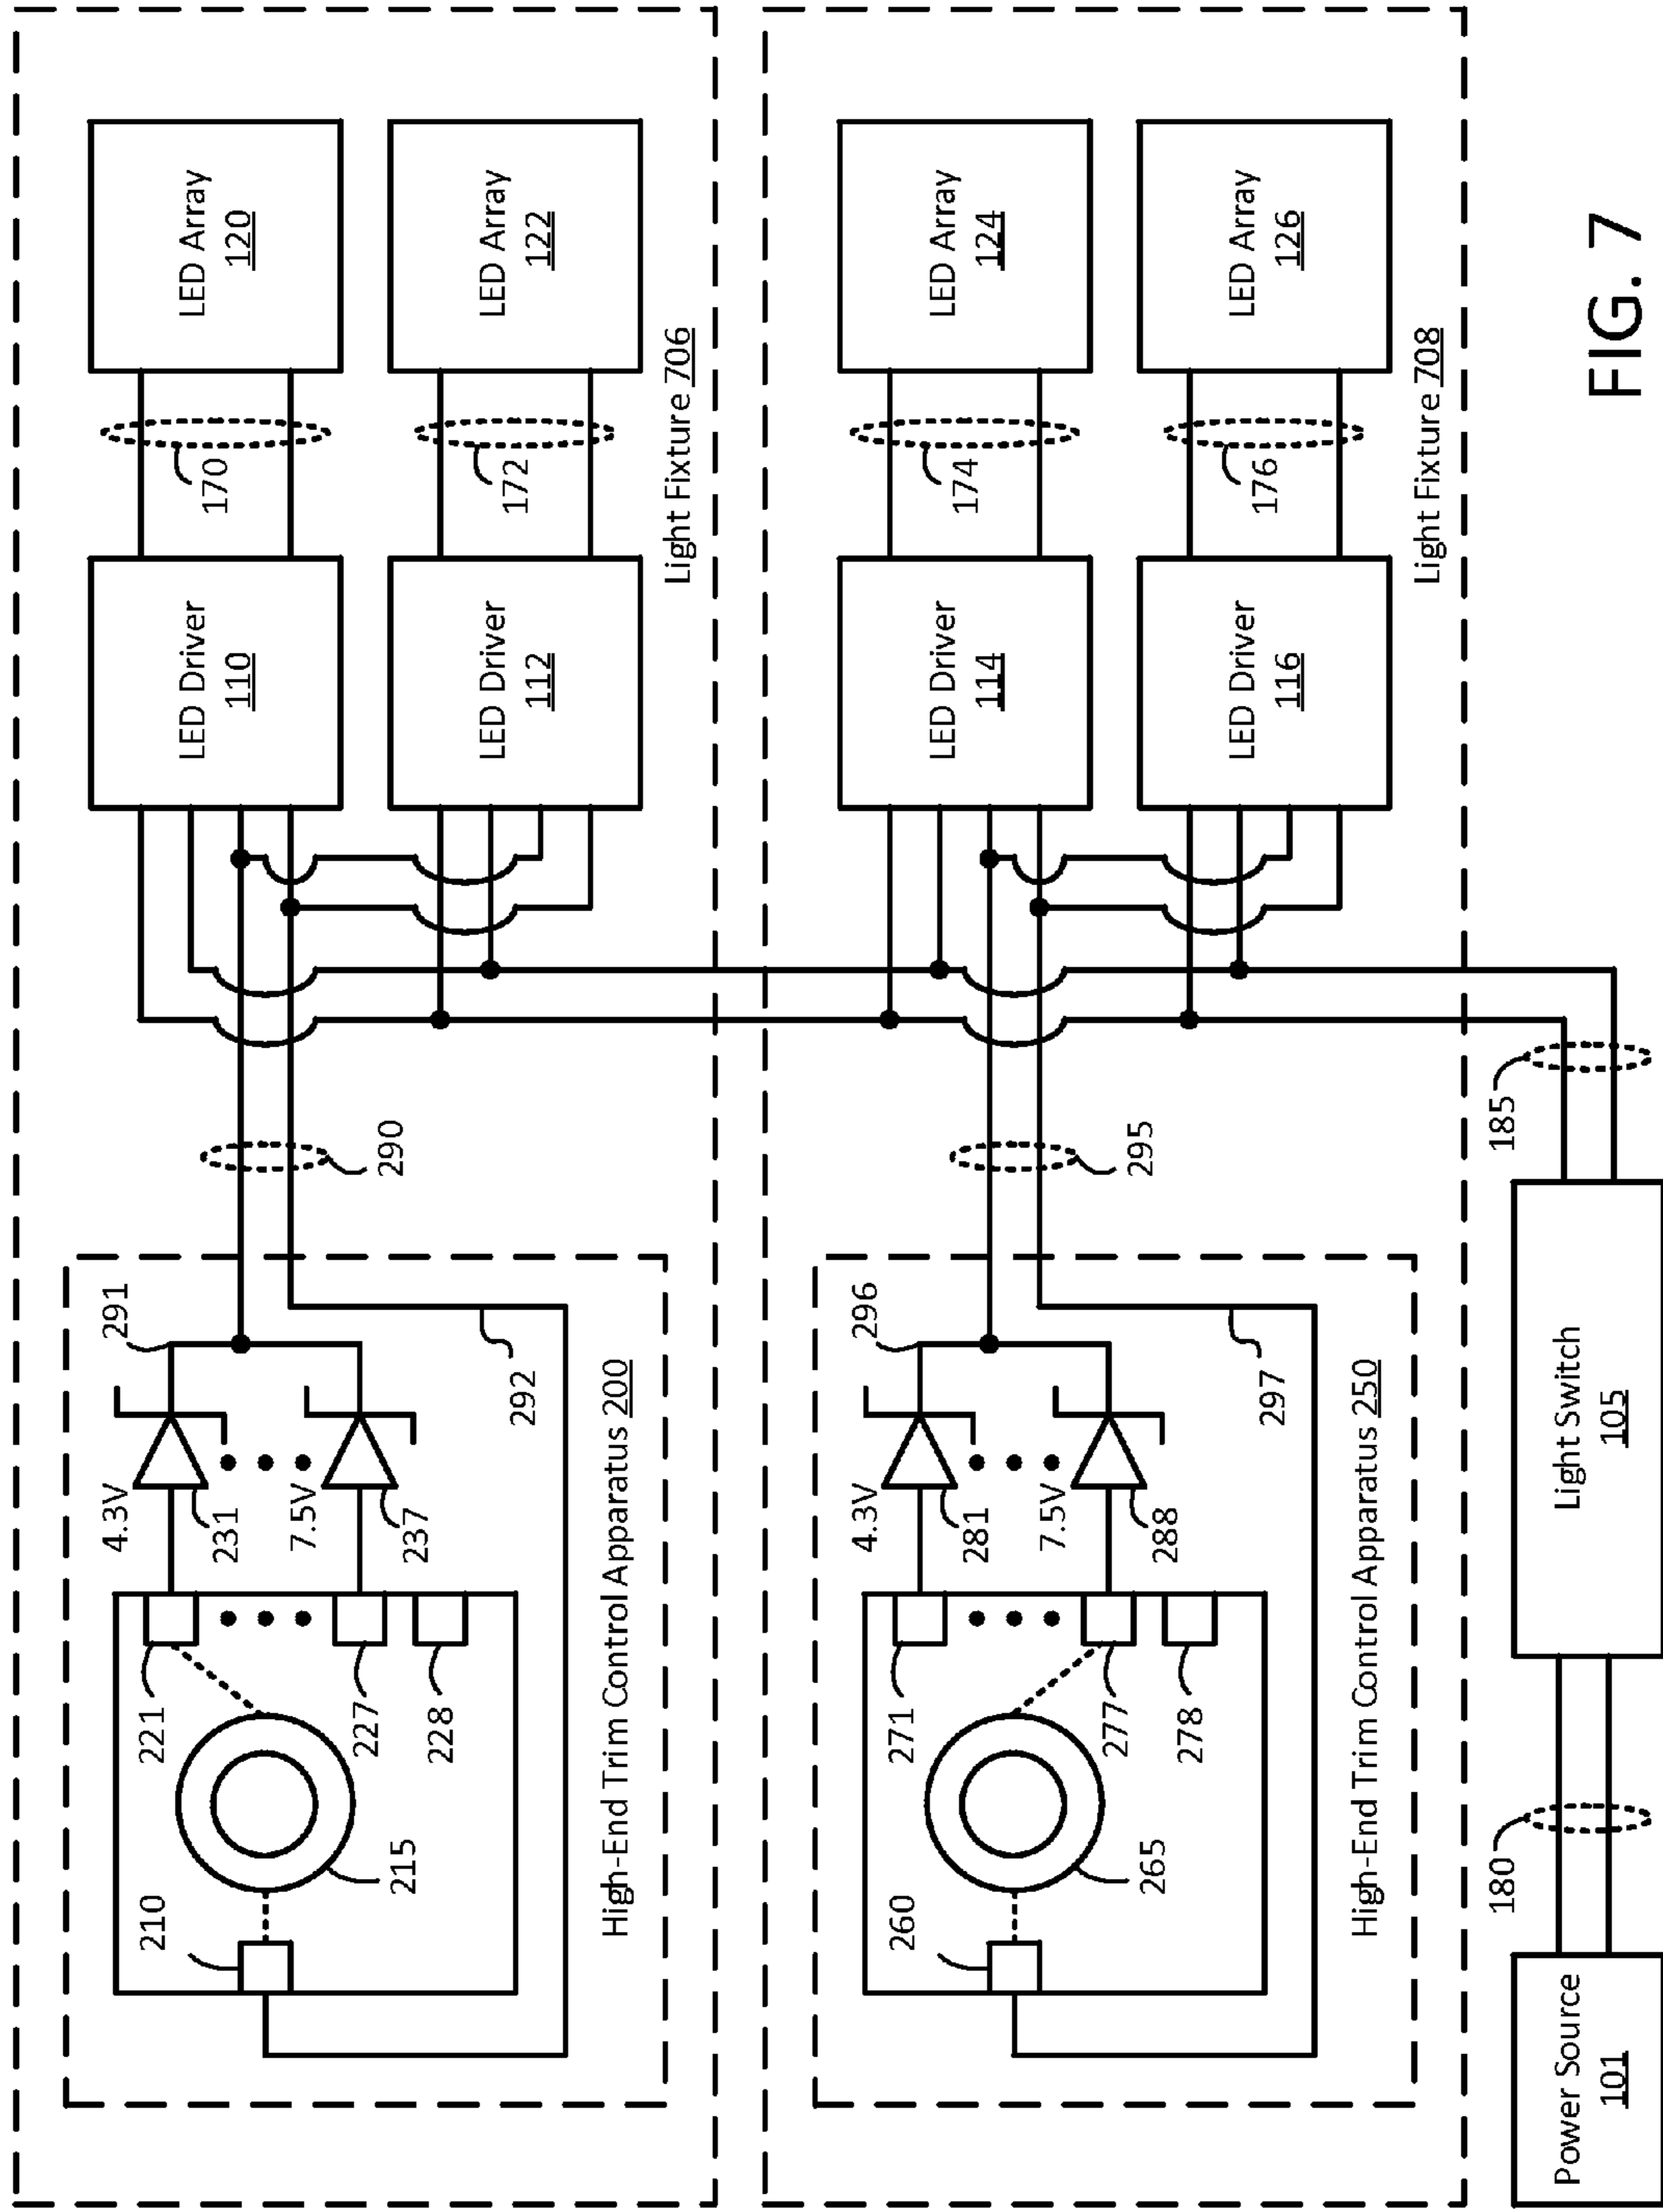 291
4.3V
231
7.5V
237
221
227
228
210
215
292
290
High-End Trim Control Apparatus 200
LED Driver
110
170
LED Array
120
LED Driver
112
172
LED Array
122
Light Fixture 706
296
4.3V
281
7.5V
288
271
277
278
260
265
297
295
High-End Trim Control Apparatus 250
LED Driver
114
174
LED Array
124
LED Driver
116
176
LED Array
126
Light Fixture 708
Power Source
101
180
Light Switch
105
185
FIG. 7